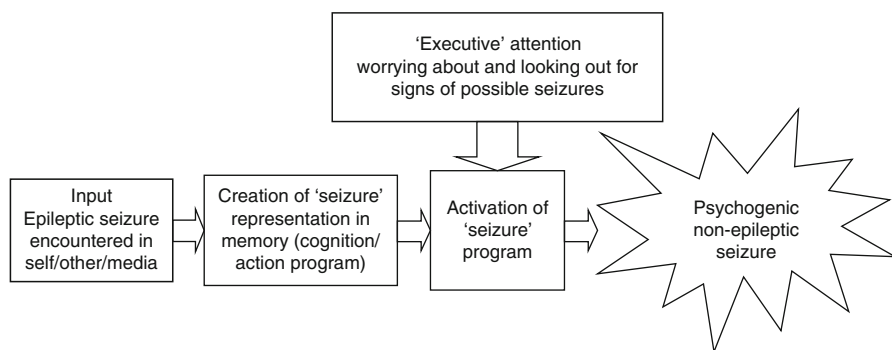 ‘Executive’ attention
worrying about and looking out for
signs of possible seizures
Input
Epileptic seizure
encountered in
self/other/media
Creation of ‘seizure’
representation in
memory (cognition/
action program)
Activation of
‘seizure’
program
Psychogenic
non-epileptic
seizure